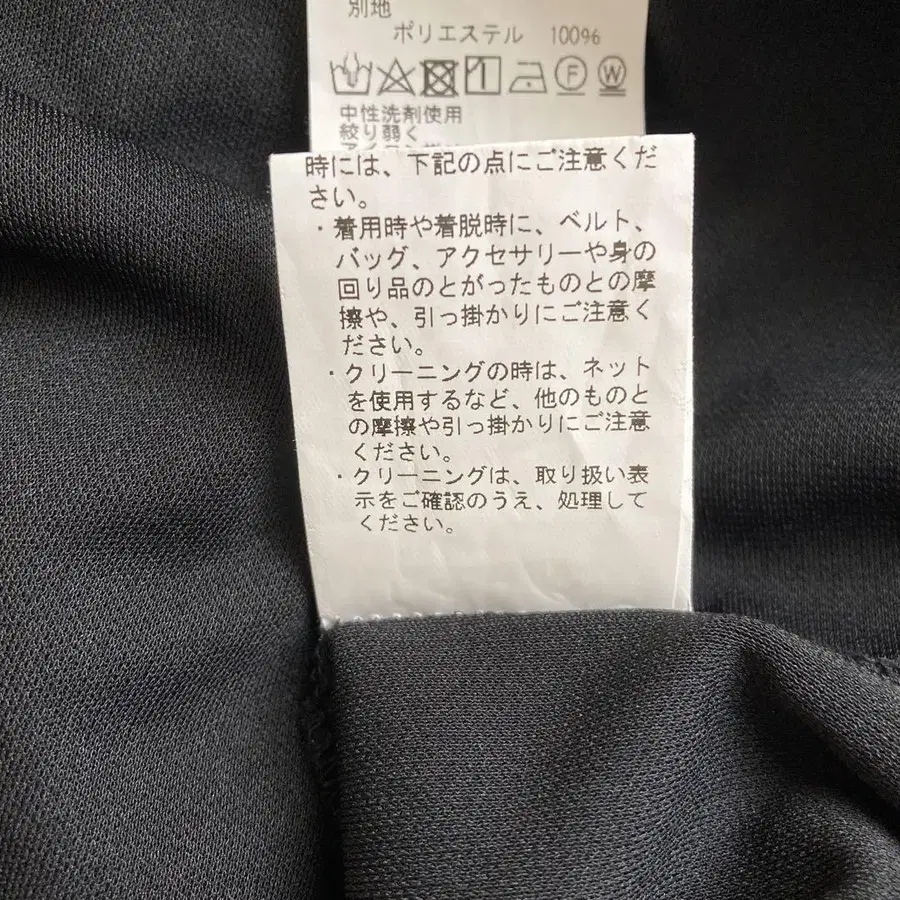 別地
ポリエステル 100%
F W
中性洗剤使用
絞り弱く
時には、下記の点にご注意くだ
さい。
・着用時や着脱時に、ベルト、
バッグ、アクセサリーや身の
回り品のとがったものとの摩
擦や、引っ掛かりにご注意く
ださい。
・クリーニングの時は、ネット
を使用するなど、他のものと
の摩擦や引っ掛かりにご注意
ください。
・クリーニングは、取り扱い表
示をご確認のうえ、処理して
ください。